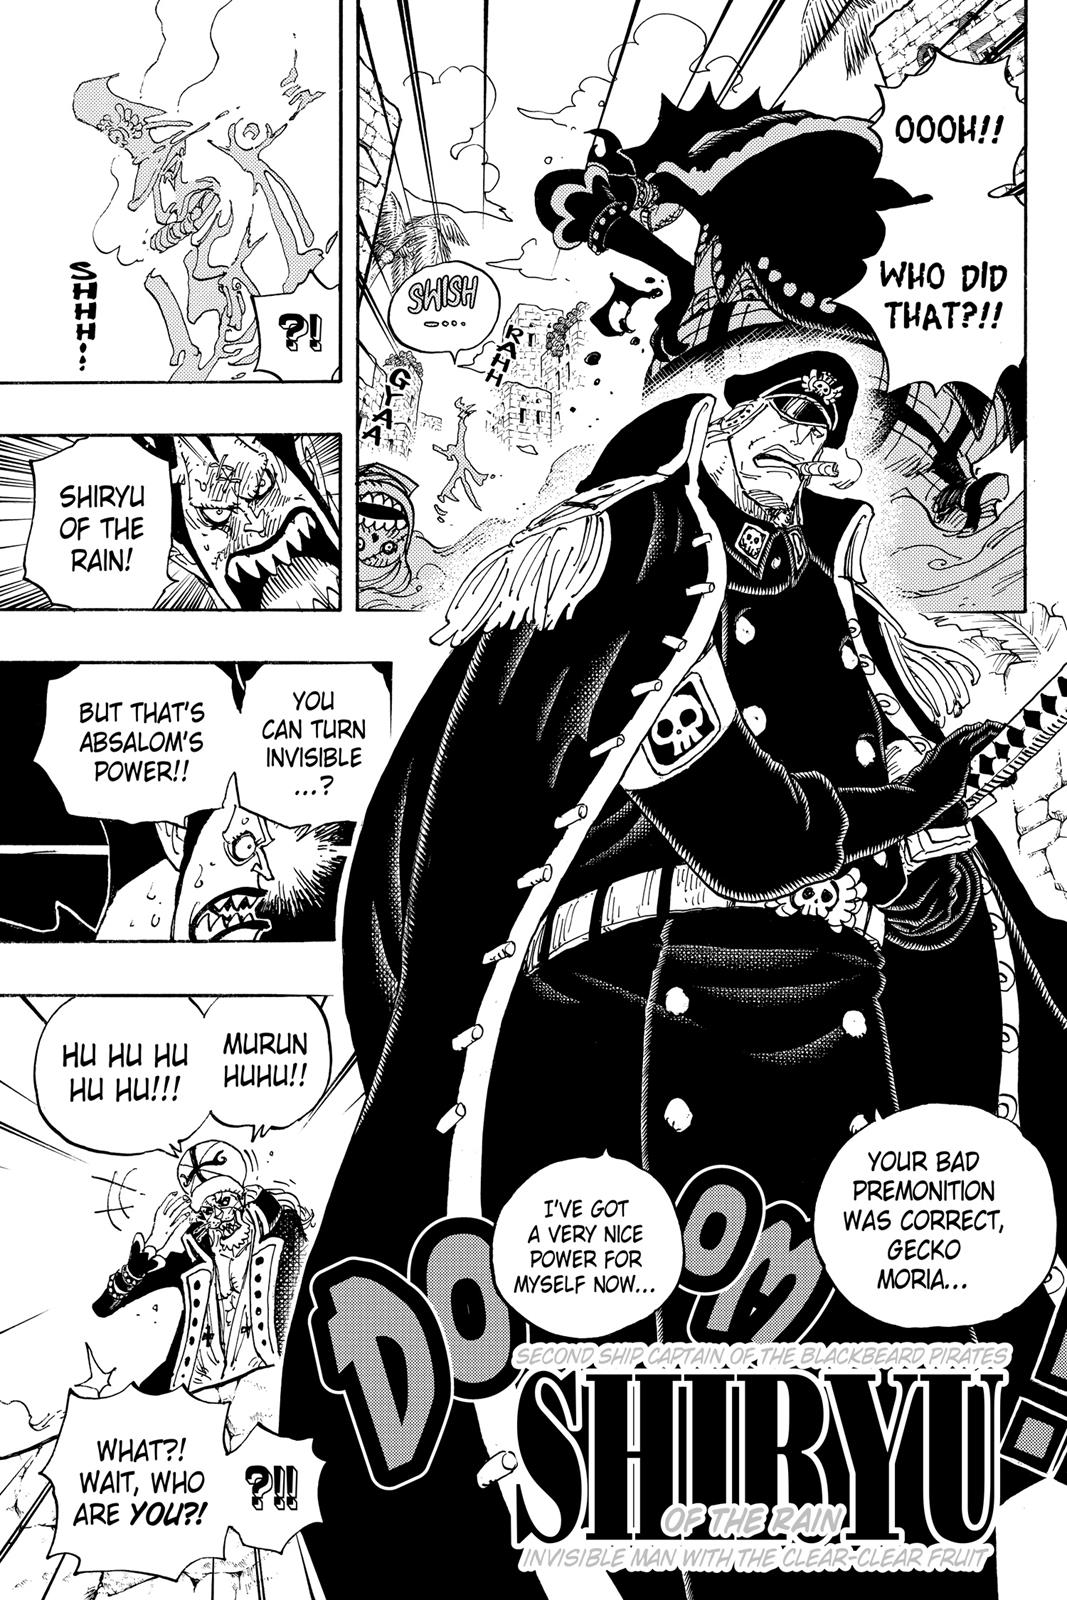 OOOH!!
WHO DID
THAT?!!
SWISH
....
RAHH
GYAA
?!
SHHH...
SHIRYU
OF THE
RAIN!
YOU
CAN TURN
INVISIBLE
...?
BUT THAT'S
ABSALOM'S
POWER!!
YOUR BAD
PREMONITION
WAS CORRECT,
GECKO
MORIA...
I'VE GOT
A VERY NICE
POWER FOR
MYSELF NOW...
DOOM!!
SECOND SHIP CAPTAIN OF THE BLACKBEARD PIRATES
SHIRYU
OF THE RAIN
INVISIBLE MAN WITH THE CLEAR-CLEAR FRUIT
MURUN
HUHU!!
HU HU HU
HU HU!!!
?!!
WHAT?!
WAIT, WHO
ARE YOU?!